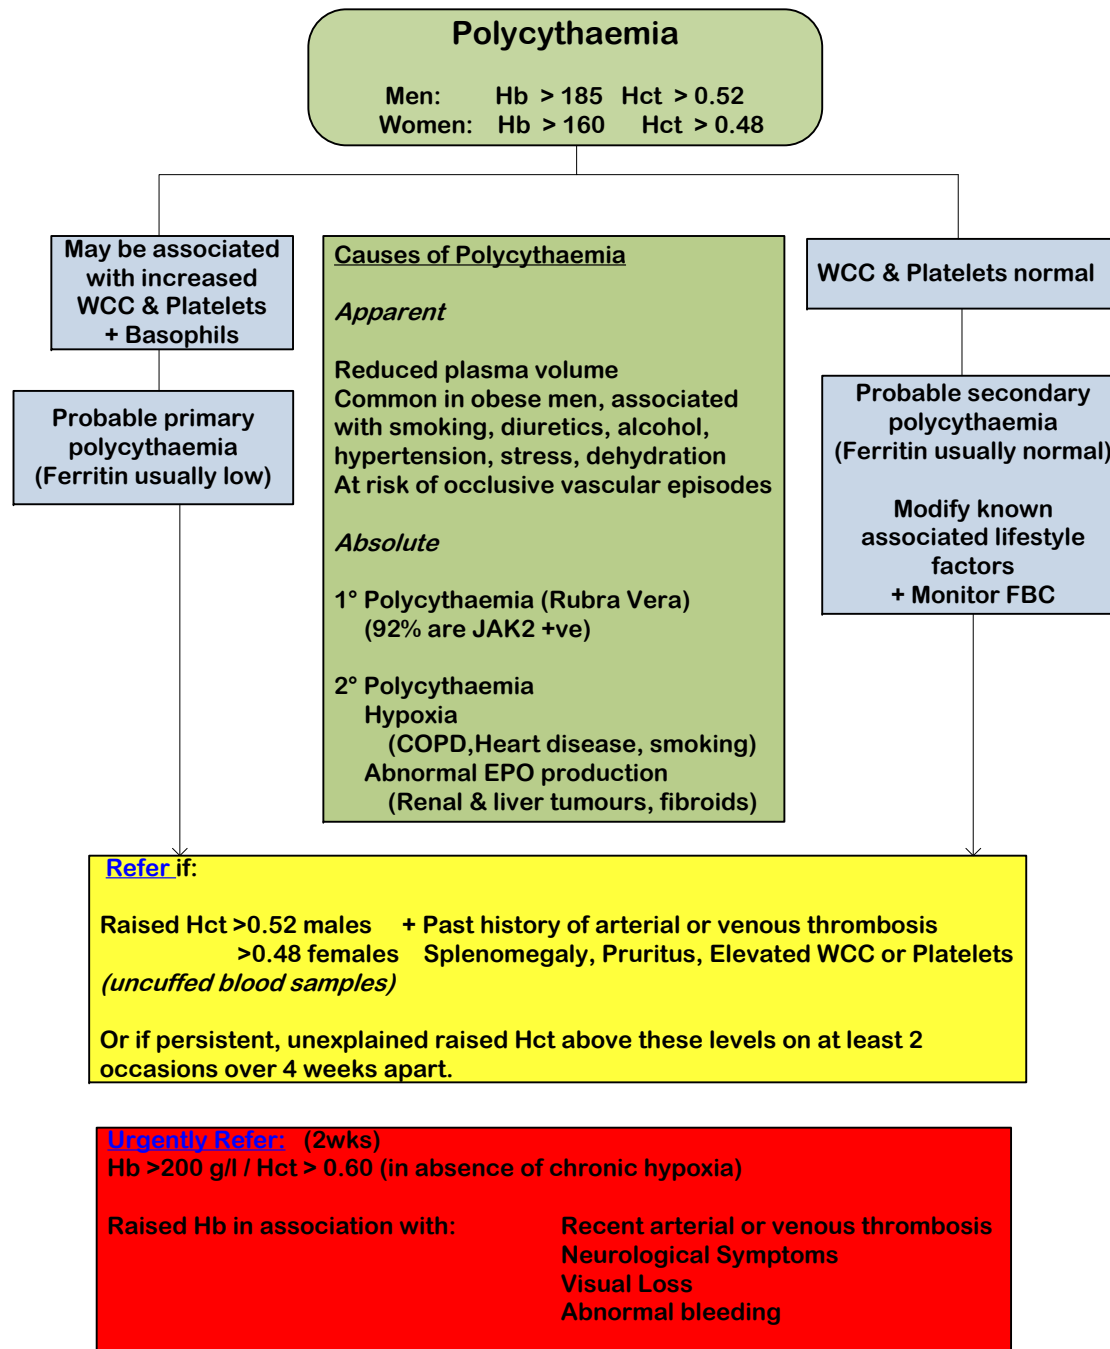 Polycythaemia
Men: Hb > 185 Hct > 0.52
Women: Hb > 160 Hct > 0.48
May be associated
with increased
WCC & Platelets
+ Basophils
Probable primary
polycythaemia
(Ferritin usually low)
Causes of Polycythaemia
Apparent
Reduced plasma volume
Common in obese men, associated
with smoking, diuretics, alcohol,
hypertension, stress, dehydration
At risk of occlusive vascular episodes
Absolute
1° Polycythaemia (Rubra Vera)
(92% are JAK2 +ve)
2° Polycythaemia
Hypoxia
(COPD,Heart disease, smoking)
Abnormal EPO production
(Renal & liver tumours, fibroids)
WCC & Platelets normal
Probable secondary
polycythaemia
(Ferritin usually normal)
Modify known
associated lifestyle
factors
+ Monitor FBC
Refer if:
Raised Hct >0.52 males + Past history of arterial or venous thrombosis
>0.48 females Splenomegaly, Pruritus, Elevated WCC or Platelets
(uncuffed blood samples)
Or if persistent, unexplained raised Hct above these levels on at least 2
occasions over 4 weeks apart.
Urgently Refer: (2wks)
Hb >200 g/l / Hct > 0.60 (in absence of chronic hypoxia)
Raised Hb in association with: Recent arterial or venous thrombosis
Neurological Symptoms
Visual Loss
Abnormal bleeding